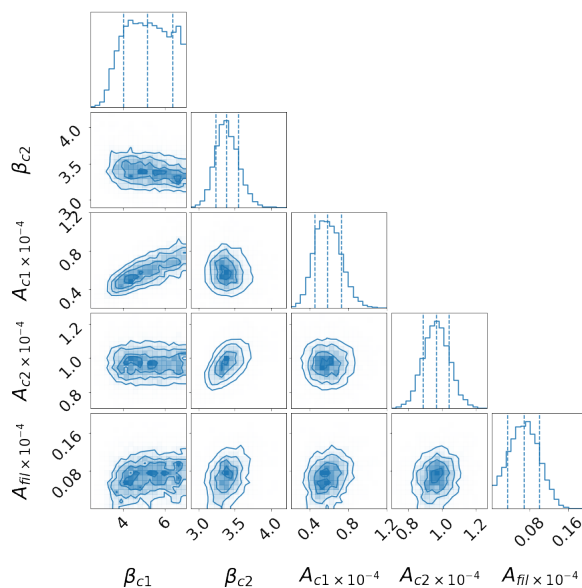 β_{c2}
3.0 3.5 4.0
A_{c1} × 10^{-4}
0.4 0.8 1.2
A_{c2} × 10^{-4}
0.8 1.0 1.2
A_{fil} × 10^{-4}
0.08 0.16
4 6
3.0 3.5 4.0
0.4 0.8 1.2
0.8 1.0 1.2
0.08 0.16
β_{c1}
β_{c2}
A_{c1} × 10^{-4}
A_{c2} × 10^{-4}
A_{fil} × 10^{-4}